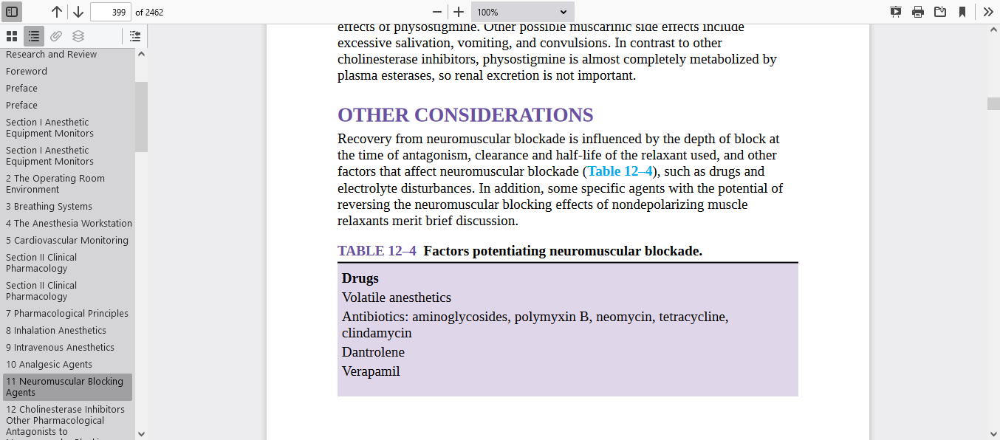 399 of 2462
100%
Research and Review
Foreword
Preface
Preface
Section I Anesthetic
Equipment Monitors
Section I Anesthetic
Equipment Monitors
2 The Operating Room
Environment
3 Breathing Systems
4 The Anesthesia Workstation
5 Cardiovascular Monitoring
Section II Clinical
Pharmacology
Section II Clinical
Pharmacology
7 Pharmacological Principles
8 Inhalation Anesthetics
9 Intravenous Anesthetics
10 Analgesic Agents
11 Neuromuscular Blocking
Agents
12 Cholinesterase Inhibitors
Other Pharmacological
Antagonists to
effects of physostigmine. Other possible muscarinic side effects include
excessive salivation, vomiting, and convulsions. In contrast to other
cholinesterase inhibitors, physostigmine is almost completely metabolized by
plasma esterases, so renal excretion is not important.
OTHER CONSIDERATIONS
Recovery from neuromuscular blockade is influenced by the depth of block at
the time of antagonism, clearance and half-life of the relaxant used, and other
factors that affect neuromuscular blockade (Table 12–4), such as drugs and
electrolyte disturbances. In addition, some specific agents with the potential of
reversing the neuromuscular blocking effects of nondepolarizing muscle
relaxants merit brief discussion.
TABLE 12–4 Factors potentiating neuromuscular blockade.
Drugs
Volatile anesthetics
Antibiotics: aminoglycosides, polymyxin B, neomycin, tetracycline,
clindamycin
Dantrolene
Verapamil